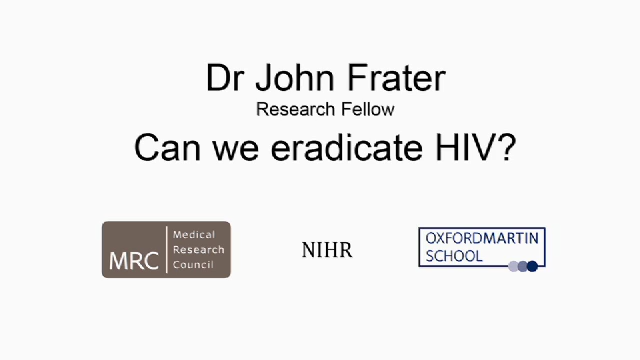 Dr John Frater
Research Fellow
Can we eradicate HIV?
MRC
Medical
Research
Council
NIHR
OXFORDMARTIN
SCHOOL